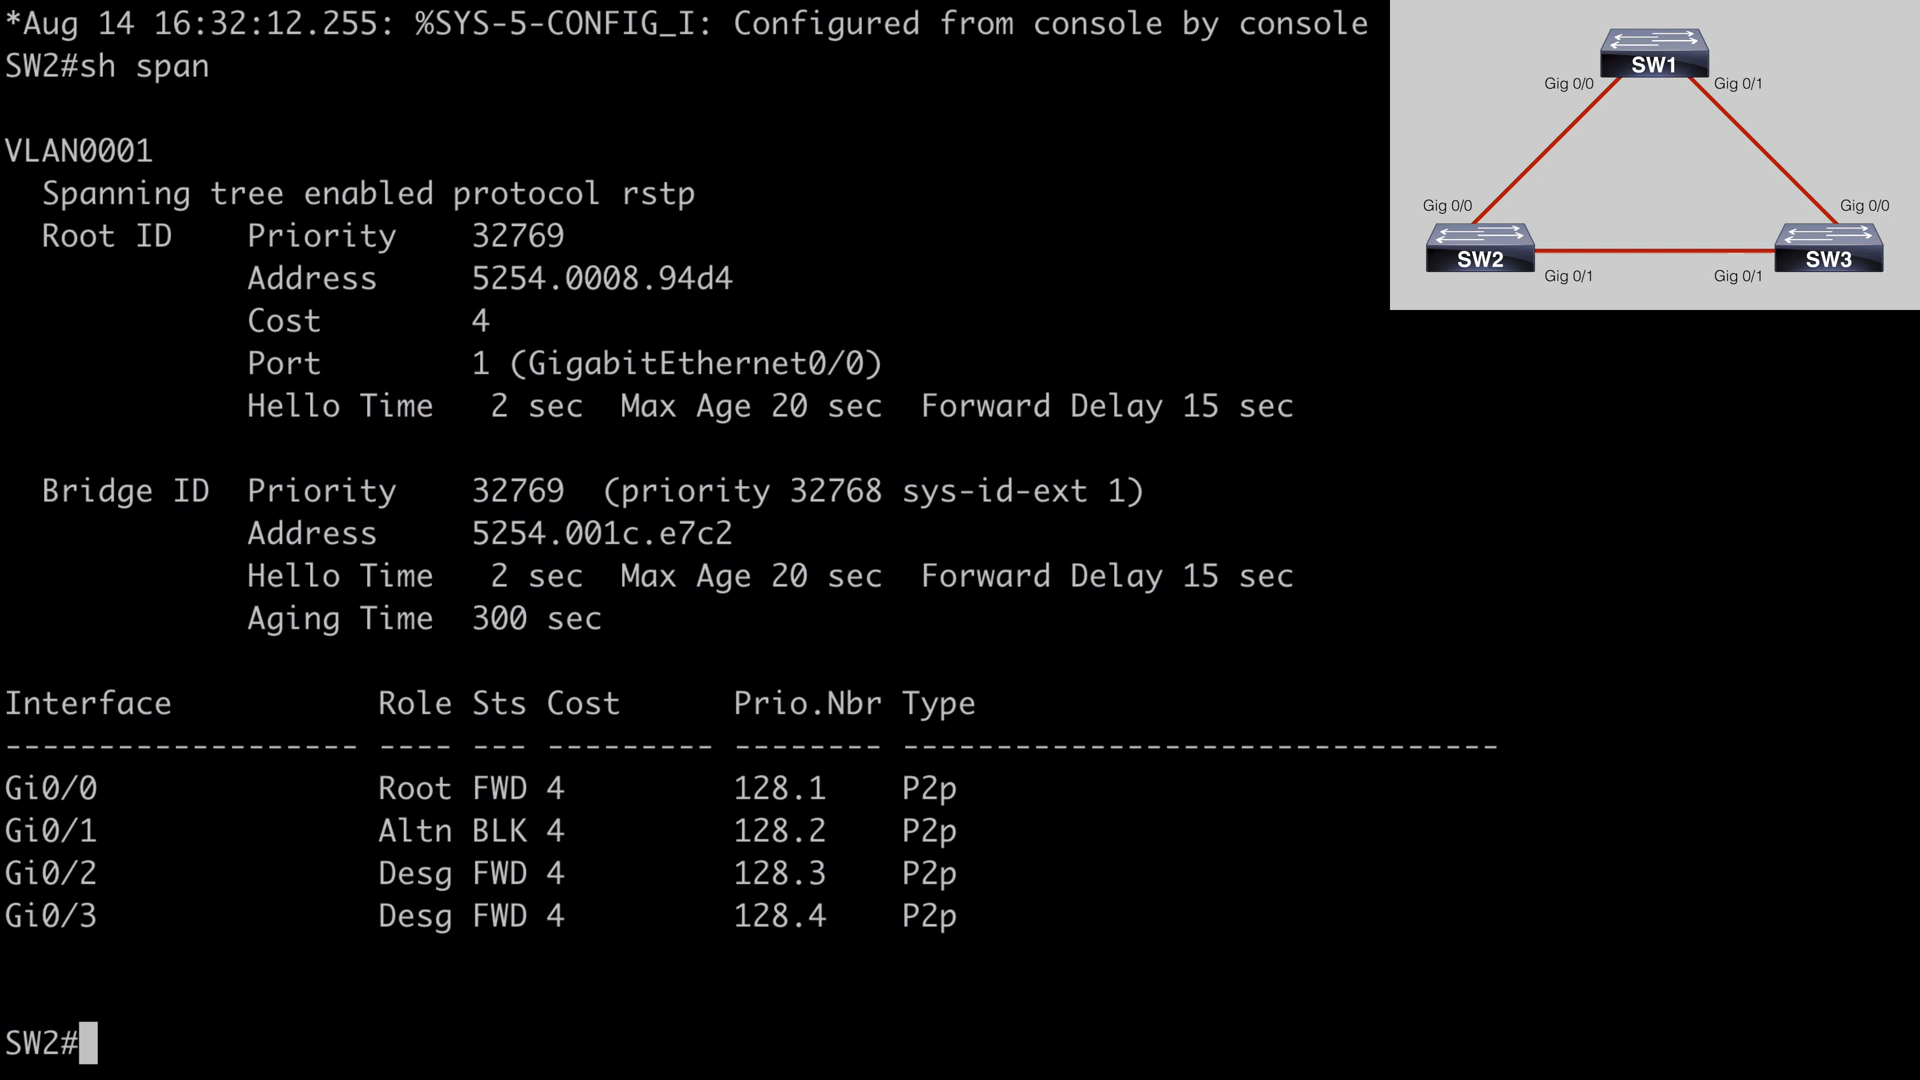 *Aug 14 16:32:12.255: %SYS-5-CONFIG_I: Configured from console by console
SW2#sh span
VLAN0001
  Spanning tree enabled protocol rstp
  Root ID    Priority    32769
             Address     5254.0008.94d4
             Cost        4
             Port        1 (GigabitEthernet0/0)
             Hello Time   2 sec  Max Age 20 sec  Forward Delay 15 sec
  Bridge ID  Priority    32769  (priority 32768 sys-id-ext 1)
             Address     5254.001c.e7c2
             Hello Time   2 sec  Max Age 20 sec  Forward Delay 15 sec
             Aging Time  300 sec
Interface           Role Sts Cost      Prio.Nbr Type
------------------- ---- --- --------- -------- --------------------------------
Gi0/0               Root FWD 4         128.1    P2p
Gi0/1               Altn BLK 4         128.2    P2p
Gi0/2               Desg FWD 4         128.3    P2p
Gi0/3               Desg FWD 4         128.4    P2p
SW2#
SW1
Gig 0/0 Gig 0/1
Gig 0/0 Gig 0/0
SW2 SW3
Gig 0/1 Gig 0/1